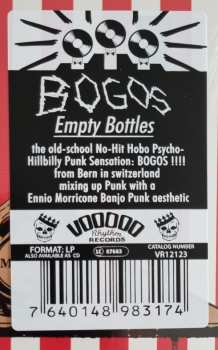 BOGOS
Empty Bottles
the old-school No-Hit Hobo Psycho-
Hillbilly Punk Sensation: BOGOS !!!!
from Bern in switzerland
mixing up Punk with a
Ennio Morricone Banjo Punk aesthetic
VOODOO
Rhythm
RECORDS
FORMAT: LP
ALSO AVAILABLE AS CD
LC 07683
CATALOG NUMBER
VR12123
7 640148 983174